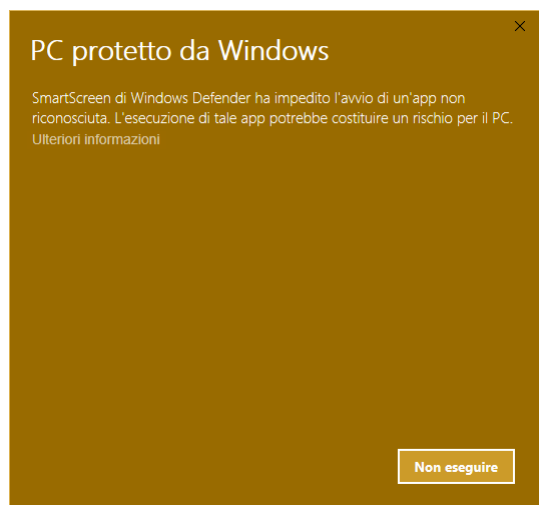 PC protetto da Windows
SmartScreen di Windows Defender ha impedito l'avvio di un'app non
riconosciuta. L'esecuzione di tale app potrebbe costituire un rischio per il PC.
Ulteriori informazioni
Non eseguire